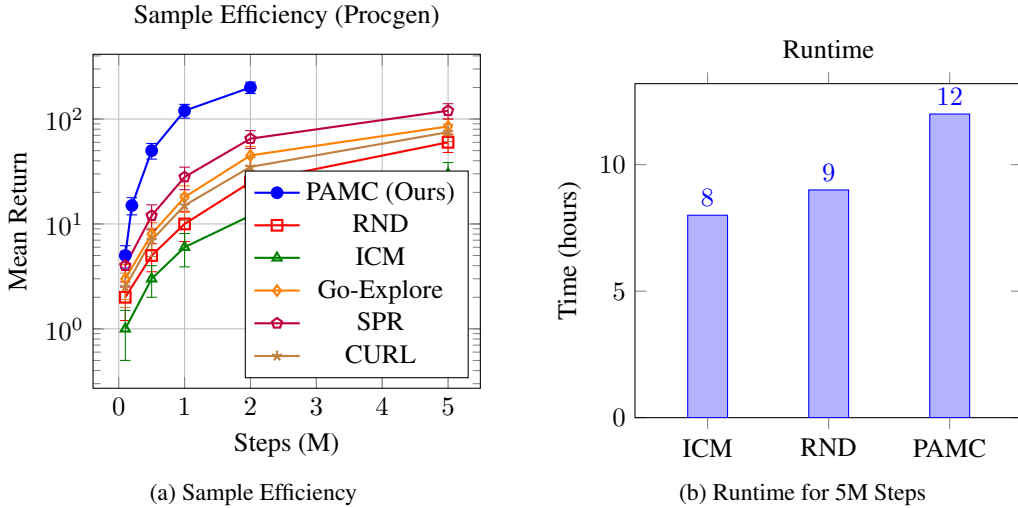 Sample Efficiency (Procgen)
Mean Return
10^2
10^1
10^0
PAMC (Ours)
RND
ICM
Go-Explore
SPR
CURL
0 1 2 3 4 5
Steps (M)
(a) Sample Efficiency
Runtime
Time (hours)
10
5
0
8
9
12
ICM RND PAMC
(b) Runtime for 5M Steps